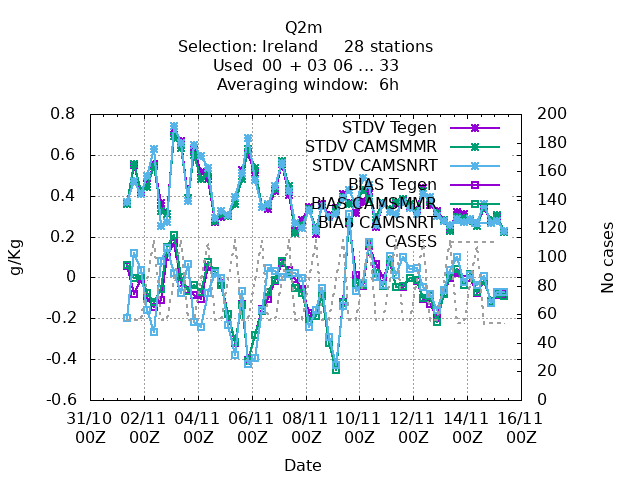 Q2m
Selection: Ireland 28 stations
Used 00 + 03 06 ... 33
Averaging window: 6h
0.8
0.6
0.4
0.2
0
-0.2
-0.4
-0.6
g/Kg
STDV Tegen
STDV CAMSMMR
STDV CAMSNRT
BIAS Tegen
BIAS CAMSMMR
BIAS CAMSNRT
CASES
200
180
160
140
120
100
80
60
40
20
0
No cases
31/10 02/11 04/11 06/11 08/11 10/11 12/11 14/11 16/11
00Z 00Z 00Z 00Z 00Z 00Z 00Z 00Z 00Z
Date